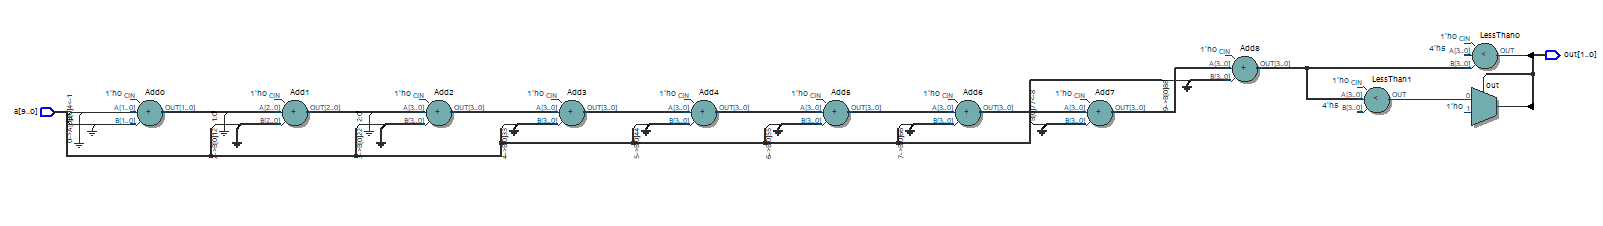 LessThan0
1'h0 CIN
4'h5 A[3..0] OUT
B[3..0]
out[1..0]
Add8
1'h0 CIN
A[3..0] OUT[3..0]
B[3..0]
LessThan1
1'h0 CIN
A[3..0] OUT
4'h5 B[3..0]
out
0
1'h0 1
a[9..0]
Add0
1'h0 CIN
A[1..0] OUT[1..0]
B[1..0]
Add1
1'h0 CIN
A[2..0] OUT[2..0]
B[2..0]
Add2
1'h0 CIN
A[3..0] OUT[3..0]
B[3..0]
Add3
1'h0 CIN
A[3..0] OUT[3..0]
B[3..0]
Add4
1'h0 CIN
A[3..0] OUT[3..0]
B[3..0]
Add5
1'h0 CIN
A[3..0] OUT[3..0]
B[3..0]
Add6
1'h0 CIN
A[3..0] OUT[3..0]
B[3..0]
Add7
1'h0 CIN
A[3..0] OUT[3..0]
B[3..0]